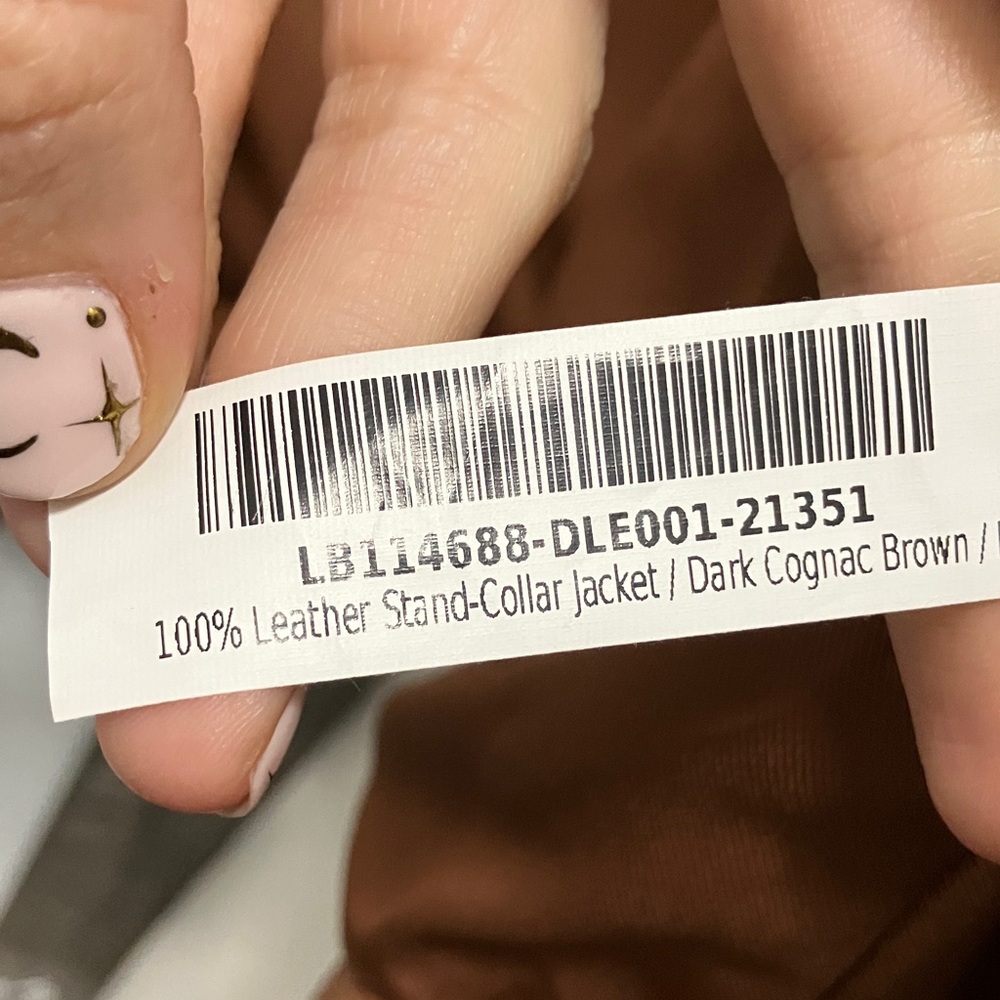 LB114688-DLE001-21351
100% Leather Stand-Collar Jacket / Dark Cognac Brown /